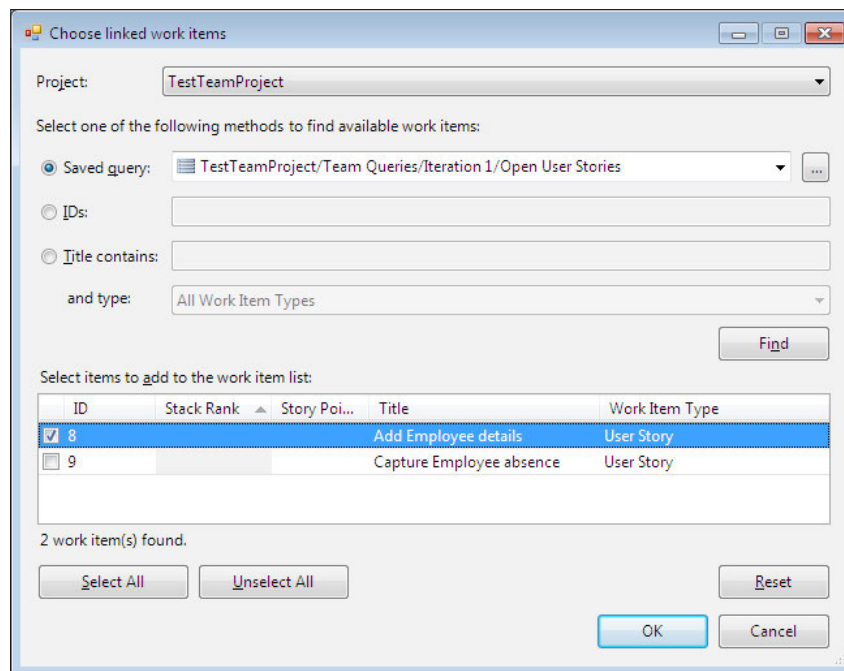 Choose linked work items
Project: TestTeamProject
Select one of the following methods to find available work items:
Saved query: TestTeamProject/Team Queries/Iteration 1/Open User Stories ...
IDs:
Title contains:
and type: All Work Item Types
Find
Select items to add to the work item list:
ID Stack Rank Story Poi... Title Work Item Type
8 Add Employee details User Story
9 Capture Employee absence User Story
2 work item(s) found.
Select All Unselect All Reset
OK Cancel